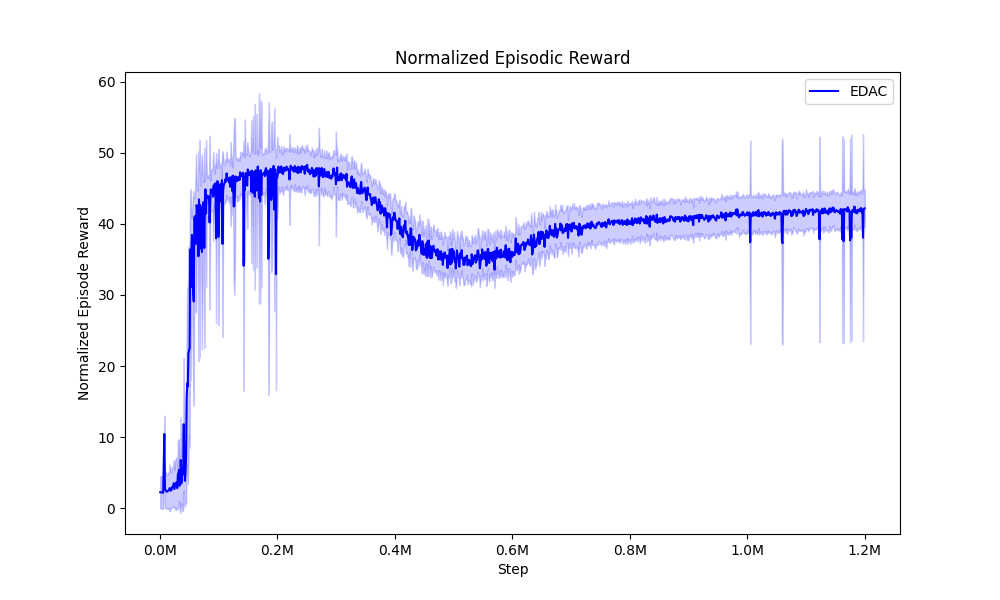 Normalized Episodic Reward
EDAC
Normalized Episode Reward
60
50
40
30
20
10
0
0.0M 0.2M 0.4M 0.6M 0.8M 1.0M 1.2M
Step